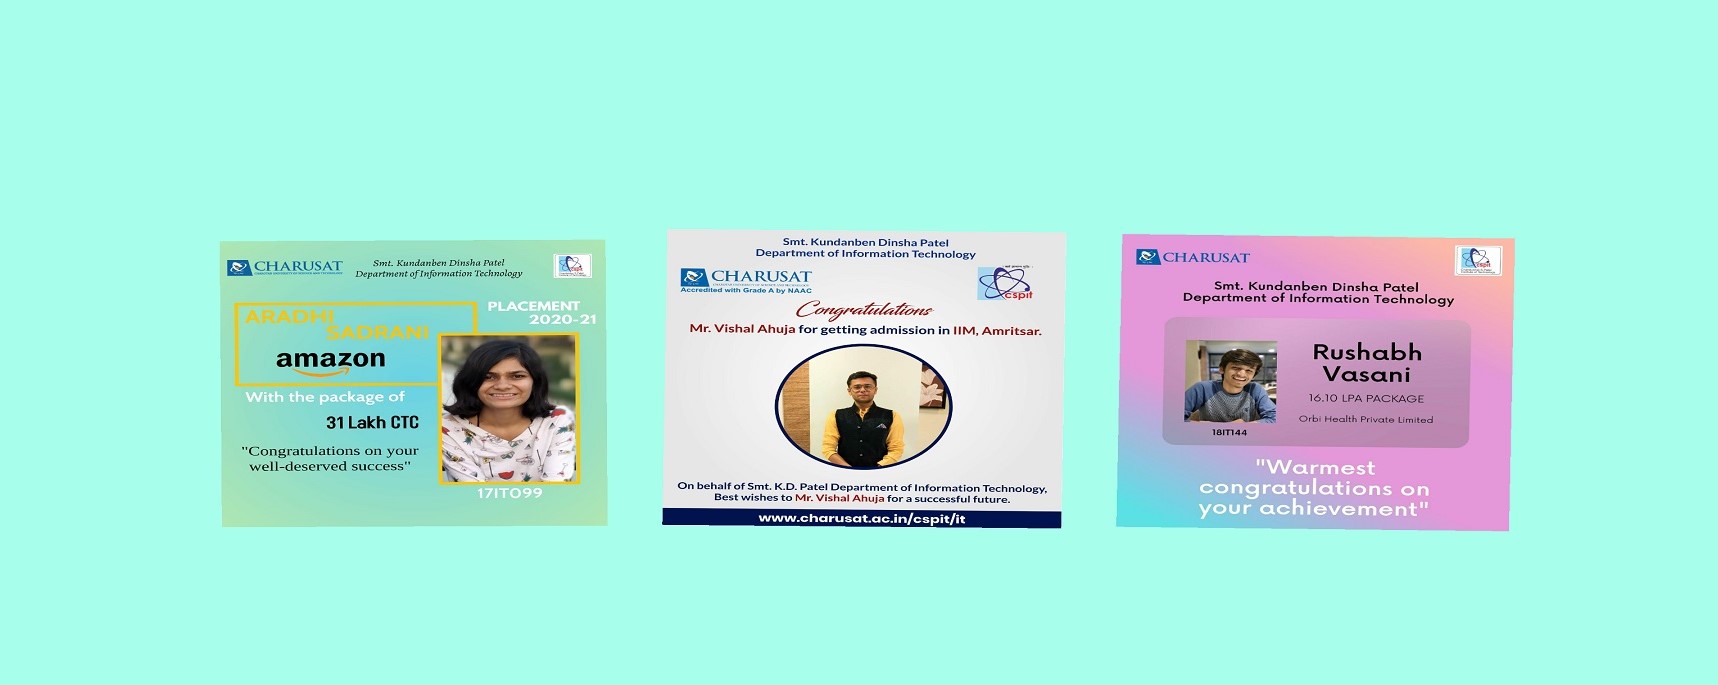 CHARUSAT
Smt. Kundanben Dinsha Patel
Department of Information Technology
cspit
PLACEMENT
2020-21
ARADHI
SADRANI
amazon
With the package of
31 Lakh CTC
"Congratulations on your
well-deserved success"
17IT099
Smt. Kundanben Dinsha Patel
Department of Information Technology
CHARUSAT
Accredited with Grade A by NAAC
cspit
Congratulations
Mr. Vishal Ahuja for getting admission in IIM, Amritsar.
On behalf of Smt. K.D. Patel Department of Information Technology,
Best wishes to Mr. Vishal Ahuja for a successful future.
www.charusat.ac.in/cspit/it
CHARUSAT
cspit
Smt. Kundanben Dinsha Patel
Department of Information Technology
Rushabh
Vasani
16.10 LPA PACKAGE
Orbi Health Private Limited
18IT144
"Warmest
congratulations on
your achievement"